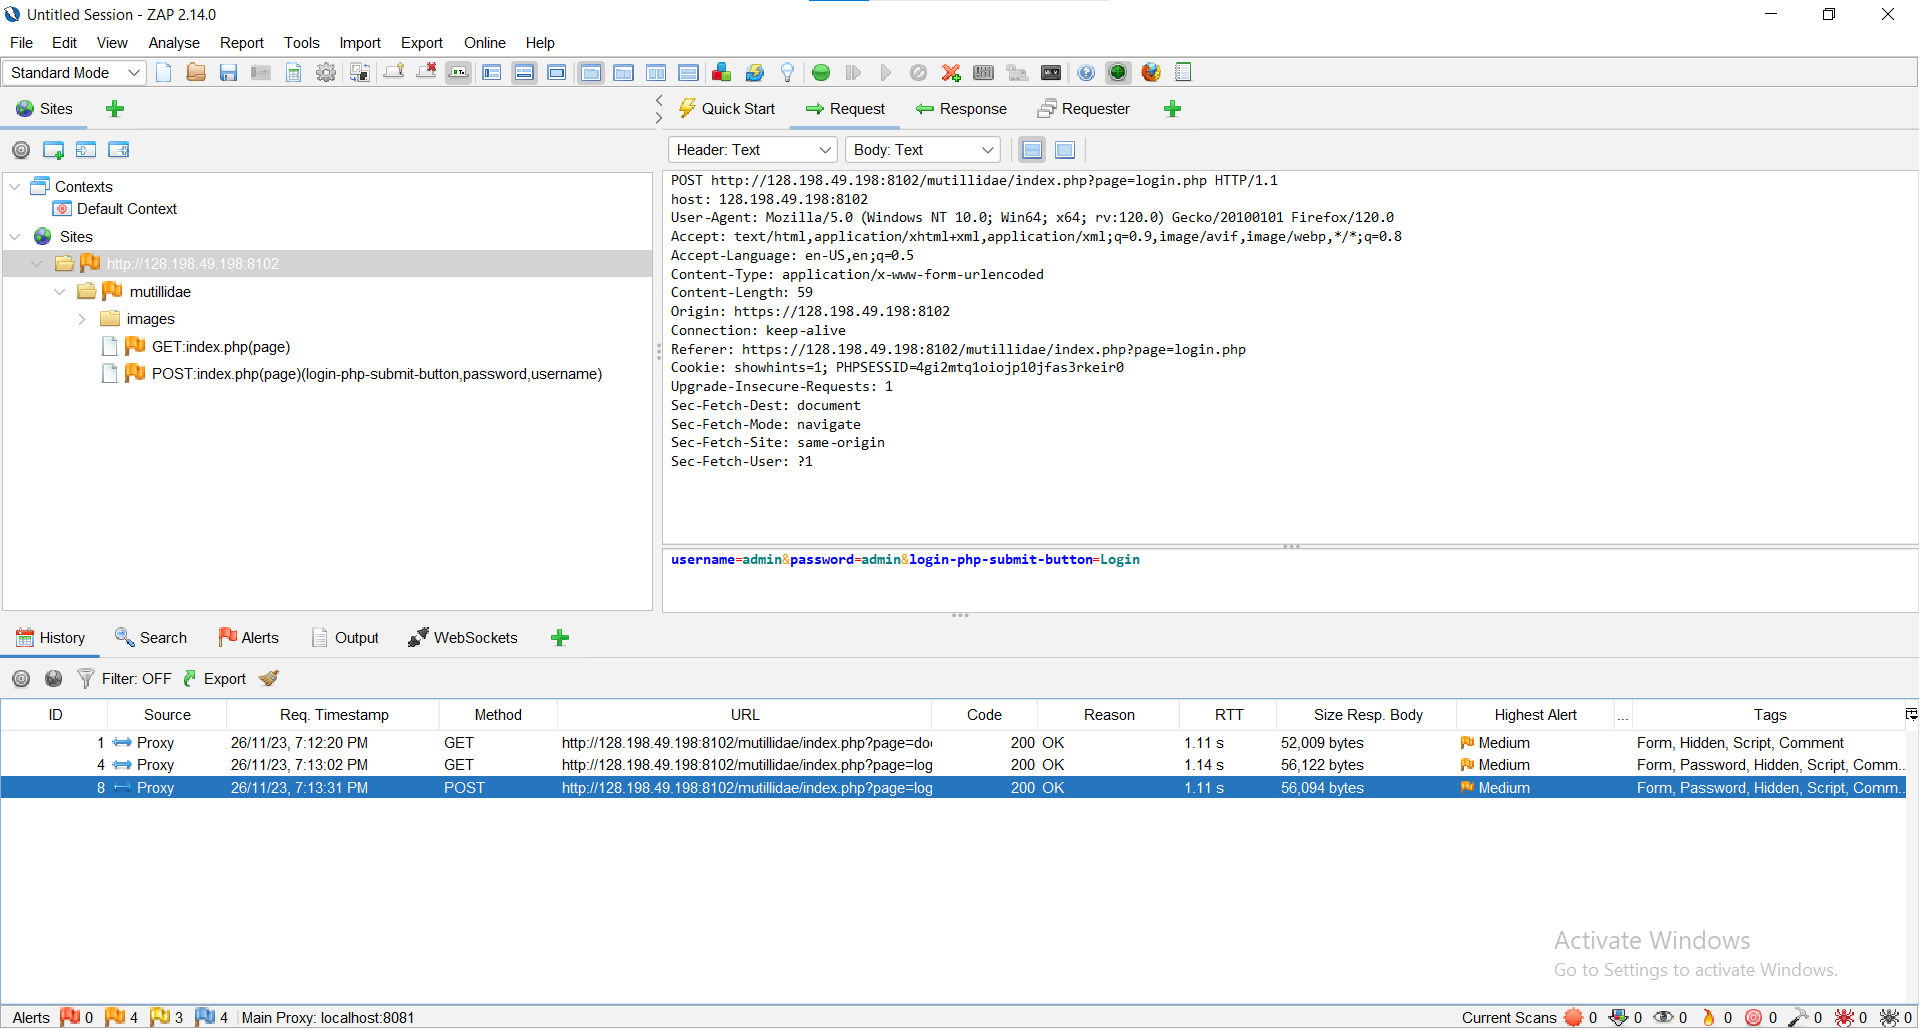 Untitled Session - ZAP 2.14.0
File Edit View Analyse Report Tools Import Export Online Help
Standard Mode
Sites
Quick Start Request Response Requester
Header: Text Body: Text
Contexts
Default Context
Sites
http://128.198.49.198:8102
mutillidae
images
GET:index.php(page)
POST:index.php(page)(login-php-submit-button,password,username)
POST http://128.198.49.198:8102/mutillidae/index.php?page=login.php HTTP/1.1
host: 128.198.49.198:8102
User-Agent: Mozilla/5.0 (Windows NT 10.0; Win64; x64; rv:120.0) Gecko/20100101 Firefox/120.0
Accept: text/html,application/xhtml+xml,application/xml;q=0.9,image/avif,image/webp,*/*;q=0.8
Accept-Language: en-US,en;q=0.5
Content-Type: application/x-www-form-urlencoded
Content-Length: 59
Origin: https://128.198.49.198:8102
Connection: keep-alive
Referer: https://128.198.49.198:8102/mutillidae/index.php?page=login.php
Cookie: showhints=1; PHPSESSID=4gi2mtq1oiojp10jfas3rkeir0
Upgrade-Insecure-Requests: 1
Sec-Fetch-Dest: document
Sec-Fetch-Mode: navigate
Sec-Fetch-Site: same-origin
Sec-Fetch-User: ?1
username=admin&password=admin&login-php-submit-button=Login
History Search Alerts Output WebSockets
Filter: OFF Export
ID Source Req. Timestamp Method URL Code Reason RTT Size Resp. Body Highest Alert ... Tags
1 Proxy 26/11/23, 7:12:20 PM GET http://128.198.49.198:8102/mutillidae/index.php?page=do 200 OK 1.11 s 52,009 bytes Medium Form, Hidden, Script, Comment
4 Proxy 26/11/23, 7:13:02 PM GET http://128.198.49.198:8102/mutillidae/index.php?page=log 200 OK 1.14 s 56,122 bytes Medium Form, Password, Hidden, Script, Comm...
8 Proxy 26/11/23, 7:13:31 PM POST http://128.198.49.198:8102/mutillidae/index.php?page=log 200 OK 1.11 s 56,094 bytes Medium Form, Password, Hidden, Script, Comm...
Activate Windows
Go to Settings to activate Windows.
Alerts 0 4 3 4 Main Proxy: localhost:8081 Current Scans 0 0 0 0 0 0 0 0